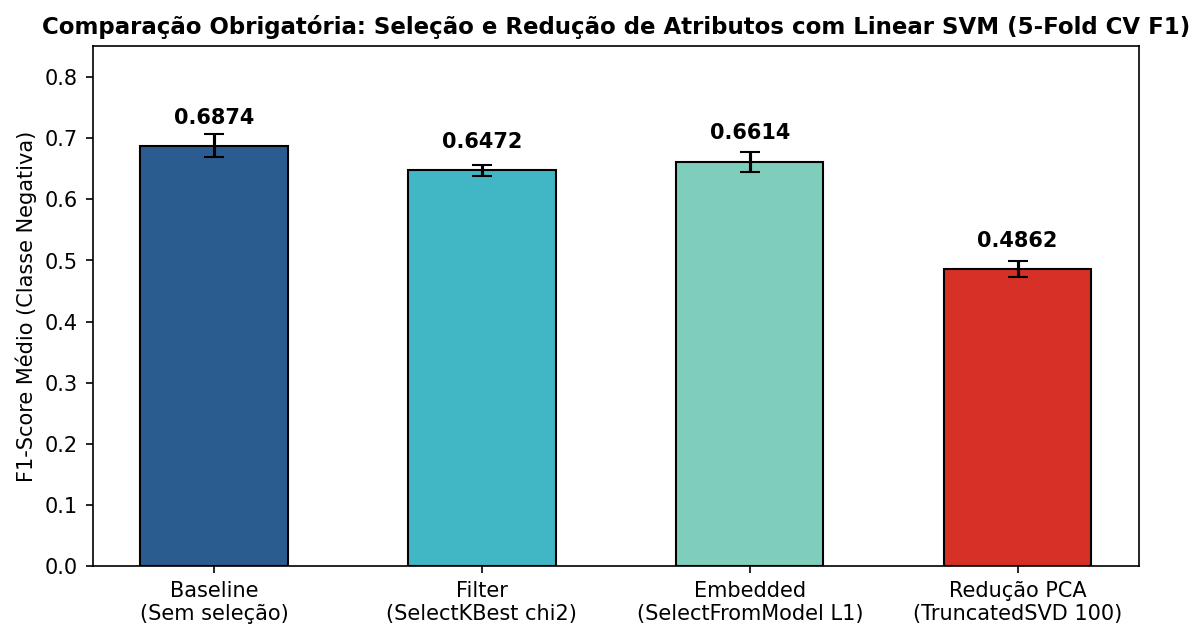 Comparação Obrigatória: Seleção e Redução de Atributos com Linear SVM (5-Fold CV F1)
F1-Score Médio (Classe Negativa)
0.8
0.7
0.6
0.5
0.4
0.3
0.2
0.1
0.0
0.6874
0.6472
0.6614
0.4862
Baseline
(Sem seleção)
Filter
(SelectKBest chi2)
Embedded
(SelectFromModel L1)
Redução PCA
(TruncatedSVD 100)